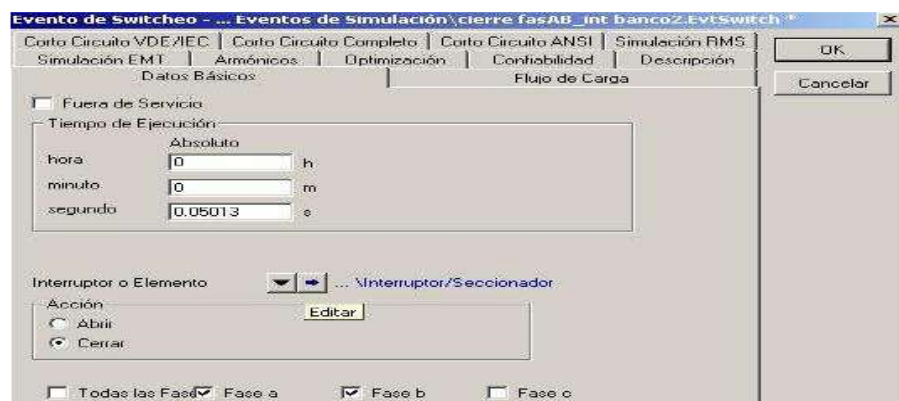 Evento de Switcheo - ... Eventos de Simulación\cierre fasAB_int banco2.EvtSwitch *
Corto Circuito VDE/IEC Corto Circuito Completo Corto Circuito ANSI Simulación RMS
Simulación EMT Armónicos Optimización Confiabilidad Descripción
Datos Básicos Flujo de Carga
OK
Cancelar
Fuera de Servicio
Tiempo de Ejecución
Absoluto
hora 0 h
minuto 0 m
segundo 0.05013 s
Interruptor o Elemento ... \Interruptor/Seccionador
Acción
Editar
Abrir
Cerrar
Todas las Fase Fase a Fase b Fase c